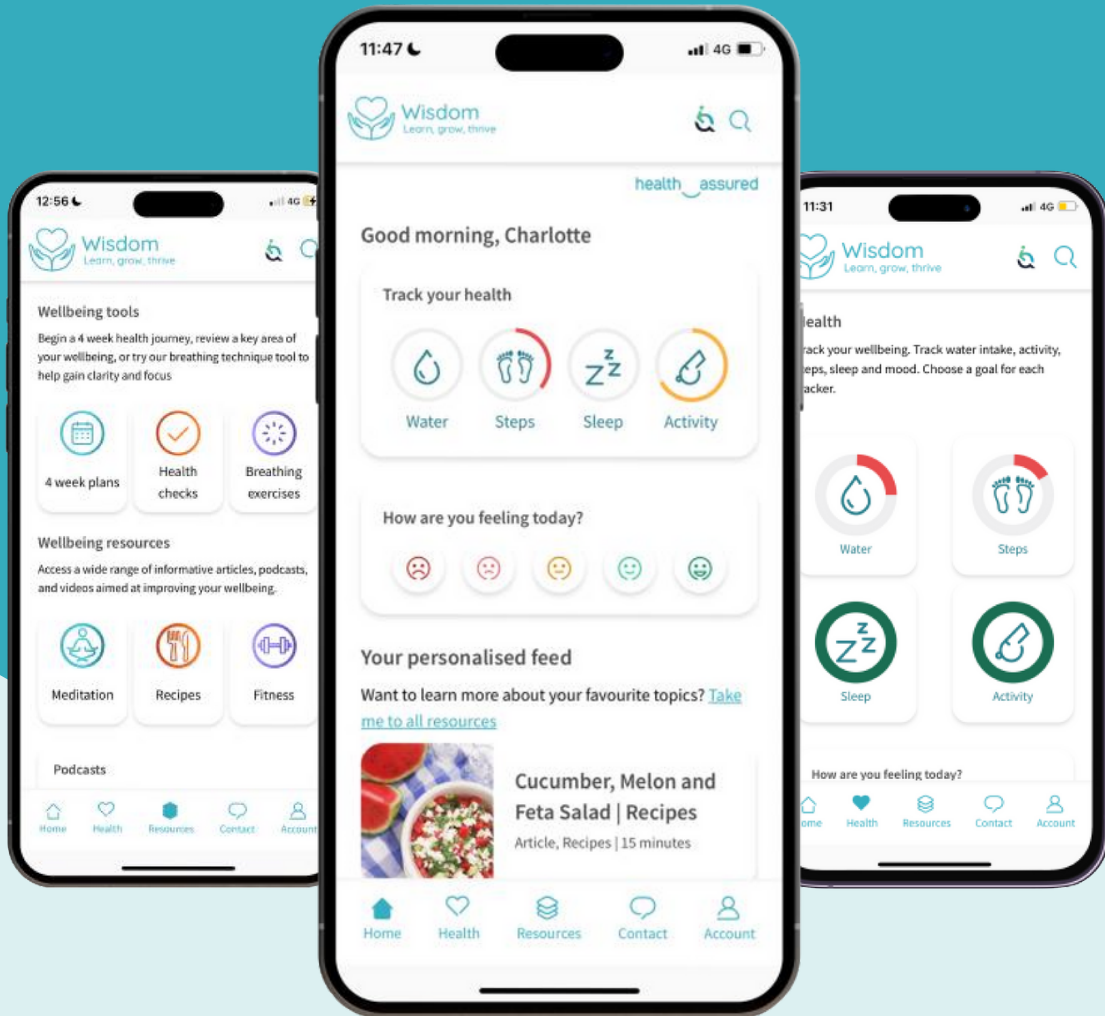 12:56
4G
Wisdom
Learn, grow, thrive
Wellbeing tools
Begin a 4 week health journey, review a key area of
your wellbeing, or try our breathing technique tool to
help gain clarity and focus
4 week plans
Health
checks
Breathing
exercises
Wellbeing resources
Access a wide range of informative articles, podcasts,
and videos aimed at improving your wellbeing.
Meditation
Recipes
Fitness
Podcasts
Home
Health
Resources
Contact
Account
11:47
4G
Wisdom
Learn, grow, thrive
health assured
Good morning, Charlotte
Track your health
Water
Steps
z z z
Sleep
Activity
How are you feeling today?
Your personalised feed
Want to learn more about your favourite topics? Take
me to all resources
Cucumber, Melon and
Feta Salad | Recipes
Article, Recipes | 15 minutes
Home
Health
Resources
Contact
Account
11:31
4G
Wisdom
Learn, grow, thrive
ealth
rack your wellbeing. Track water intake, activity,
eps, sleep and mood. Choose a goal for each
acker.
Water
Steps
z z z
Sleep
Activity
How are you feeling today?
ome
Health
Resources
Contact
Account